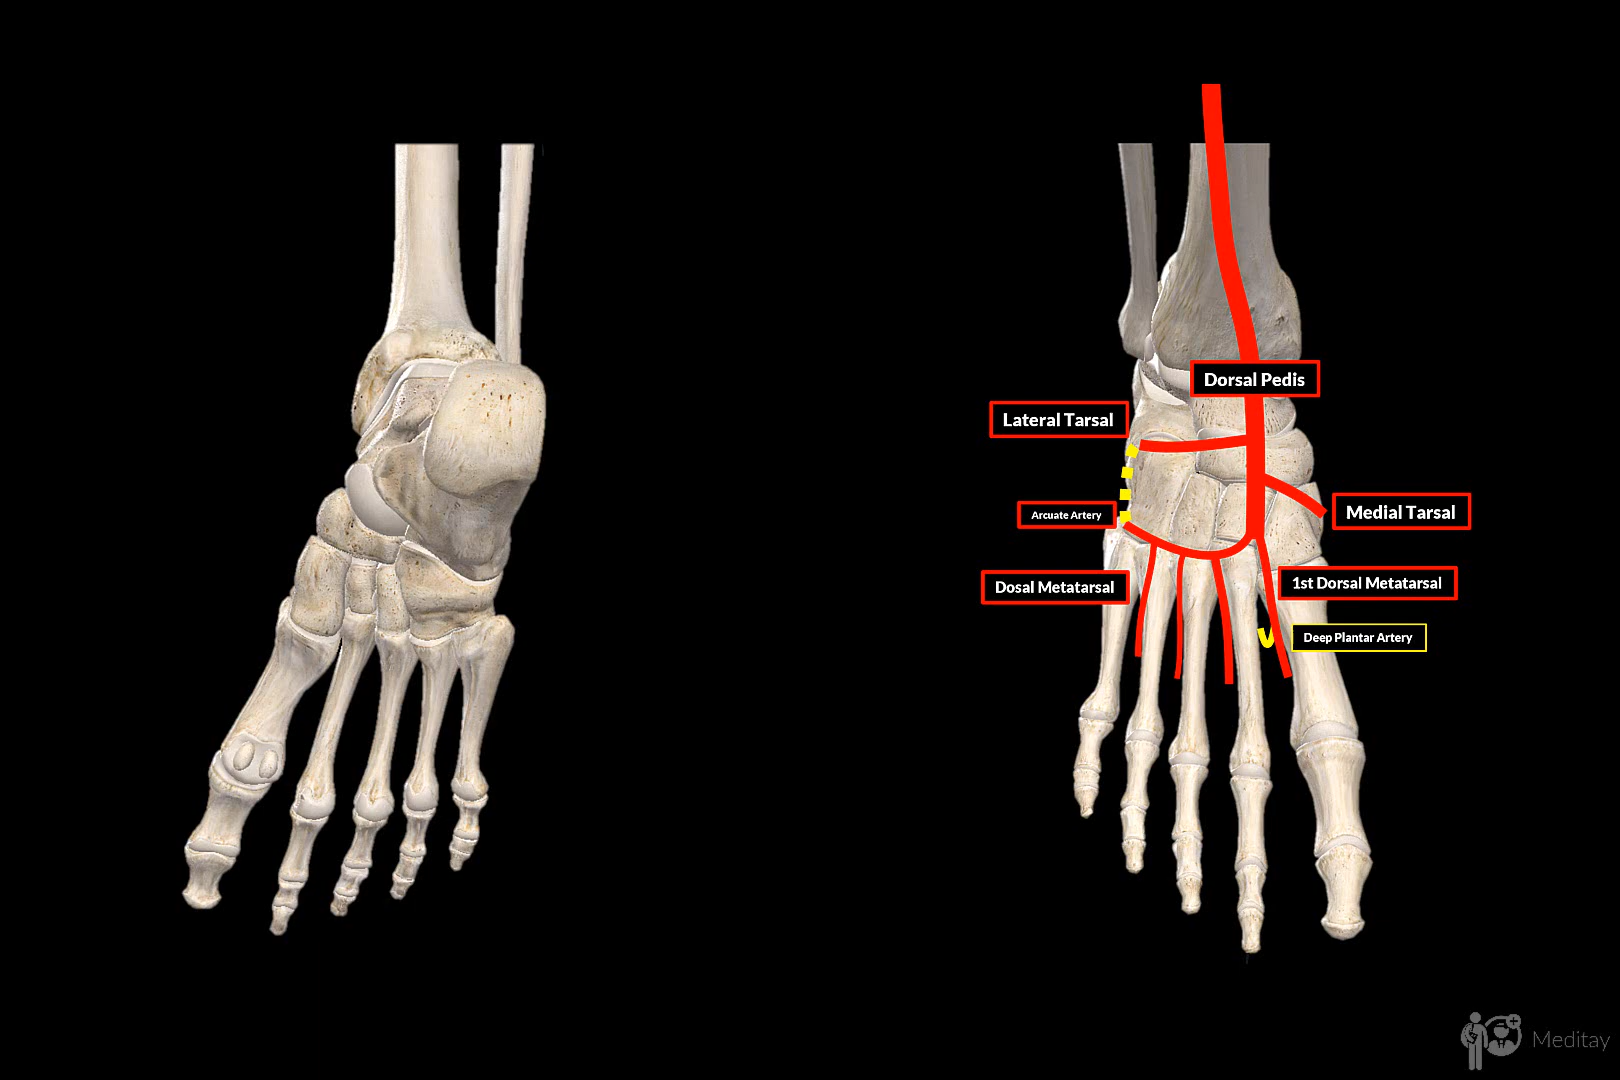 Dorsal Pedis
Lateral Tarsal
Arcuate Artery
Medial Tarsal
Dosal Metatarsal
1st Dorsal Metatarsal
Deep Plantar Artery
Meditay